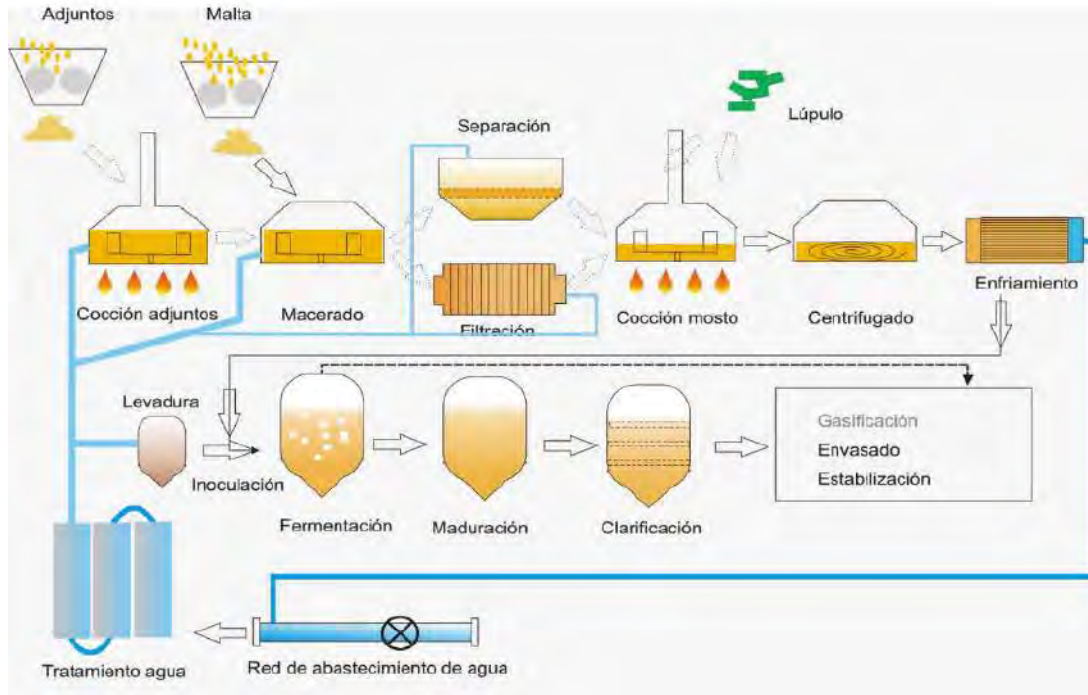 Adjuntos
Malta
Separación
Lúpulo
Cocción adjuntos
Macerado
Filtración
Cocción mosto
Centrifugado
Enfriamiento
Levadura
Inoculación
Fermentación
Maduración
Clarificación
Gasificación
Envasado
Estabilización
Tratamiento agua
Red de abastecimiento de agua